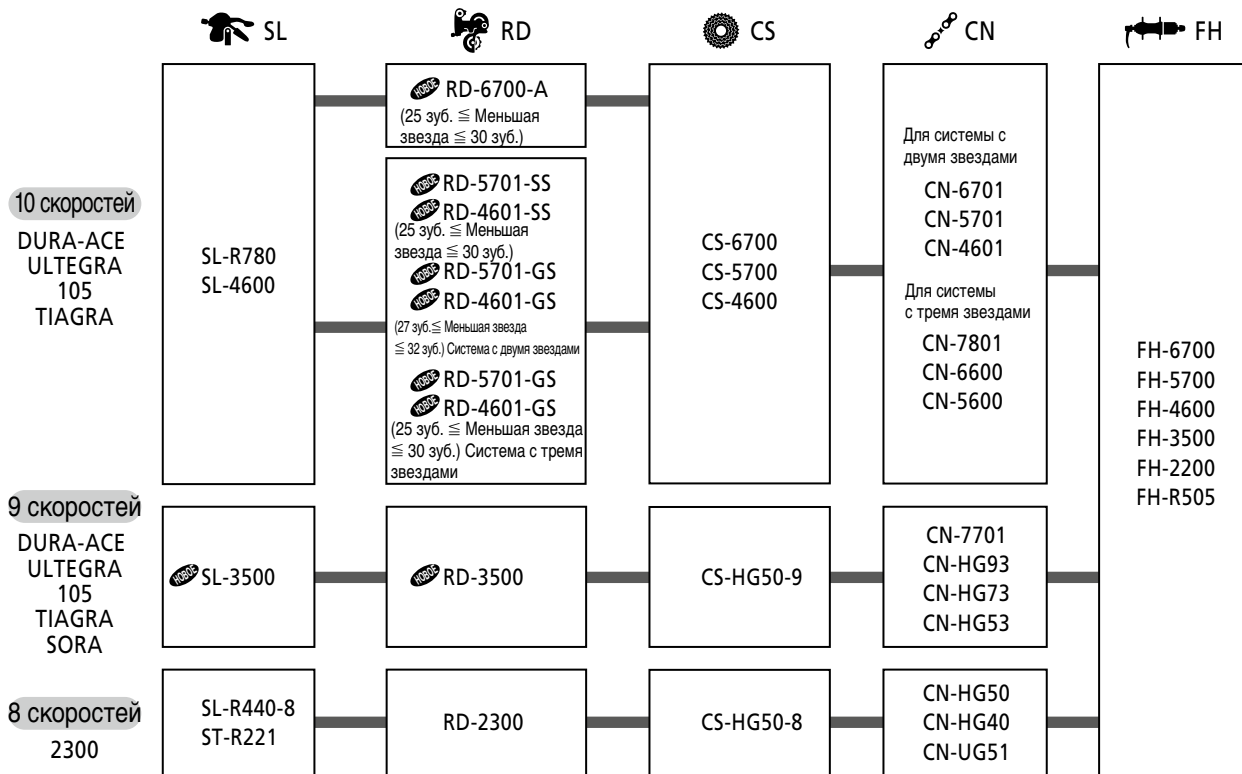 SL
RD
CS
CN
FH
10 скоростей
DURA-ACE
ULTEGRA
105
TIAGRA
SL-R780
SL-4600
НОВОЕ RD-6700-A
(25 зуб. ≦ Меньшая
звезда ≦ 30 зуб.)
НОВОЕ RD-5701-SS
НОВОЕ RD-4601-SS
(25 зуб. ≦ Меньшая
звезда ≦ 30 зуб.)
НОВОЕ RD-5701-GS
НОВОЕ RD-4601-GS
(27 зуб.≦ Меньшая звезда
≦ 32 зуб.) Система с двумя звездами
НОВОЕ RD-5701-GS
НОВОЕ RD-4601-GS
(25 зуб. ≦ Меньшая звезда
≦ 30 зуб.) Система с тремя
звездами
CS-6700
CS-5700
CS-4600
Для системы с
двумя звездами
CN-6701
CN-5701
CN-4601
Для системы
с тремя звездами
CN-7801
CN-6600
CN-5600
FH-6700
FH-5700
FH-4600
FH-3500
FH-2200
FH-R505
9 скоростей
DURA-ACE
ULTEGRA
105
TIAGRA
SORA
НОВОЕ SL-3500
НОВОЕ RD-3500
CS-HG50-9
CN-7701
CN-HG93
CN-HG73
CN-HG53
8 скоростей
2300
SL-R440-8
ST-R221
RD-2300
CS-HG50-8
CN-HG50
CN-HG40
CN-UG51